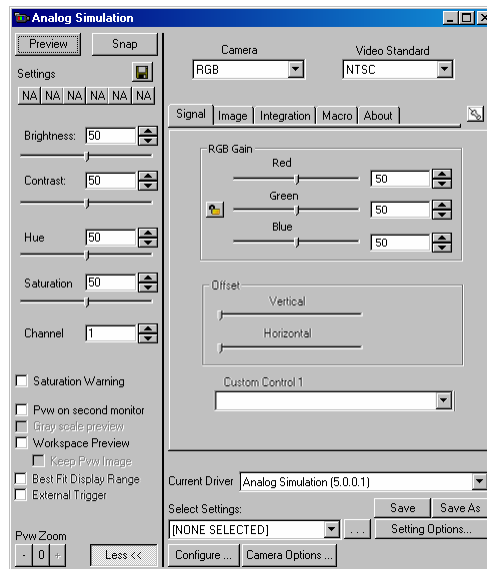 Analog Simulation
Preview Snap
Settings
NA NA NA NA NA NA
Brightness: 50
Contrast: 50
Hue 50
Saturation 50
Channel 1
Saturation Warning
Pvw on second monitor
Gray scale preview
Workspace Preview
Keep Pvw Image
Best Fit Display Range
External Trigger
Pvw Zoom
- 0 + Less <<
Camera Video Standard
RGB NTSC
Signal Image Integration Macro About
RGB Gain
Red
50
Green
50
Blue
50
Offset
Vertical
Horizontal
Custom Control 1
Current Driver Analog Simulation (5.0.0.1)
Select Settings: Save Save As
[NONE SELECTED] ... Setting Options...
Configure ... Camera Options ...